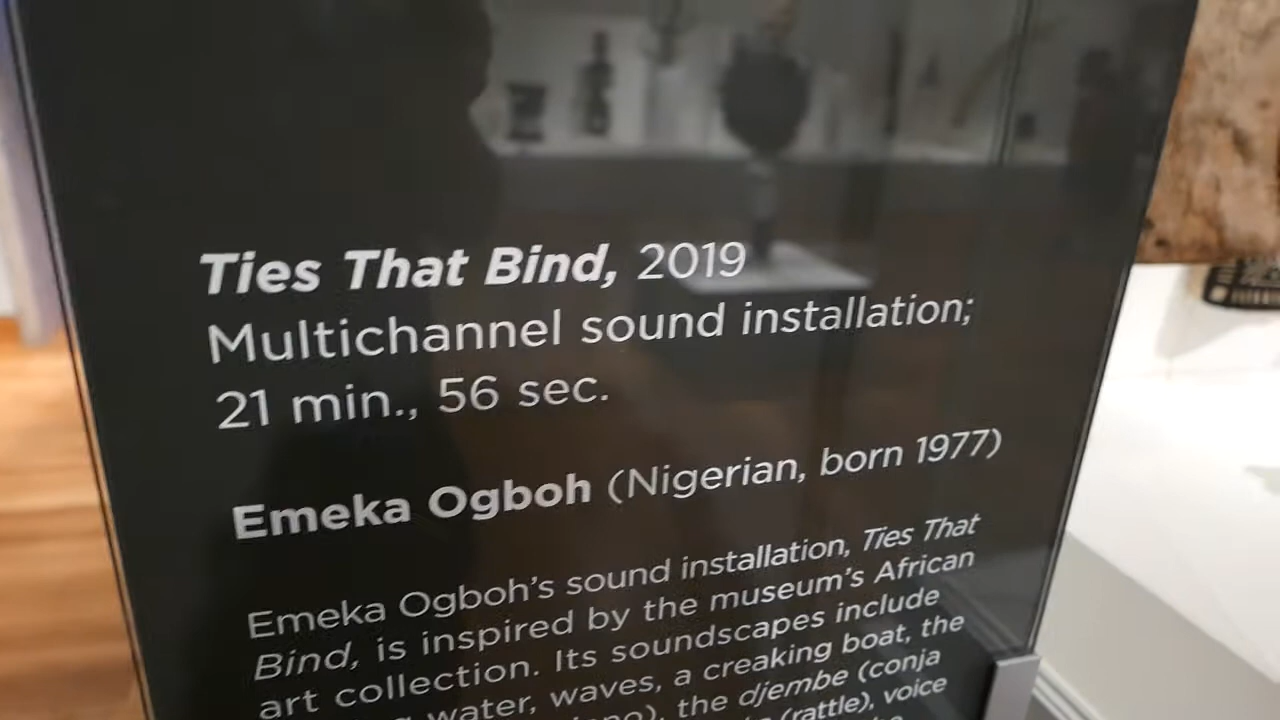 Ties That Bind, 2019
Multichannel sound installation;
21 min., 56 sec.
Emeka Ogboh (Nigerian, born 1977)
Emeka Ogboh's sound installation, Ties That
Bind, is inspired by the museum's African
art collection. Its soundscapes include
water, waves, a creaking boat, the
the djembe (conja
(rattle), voice